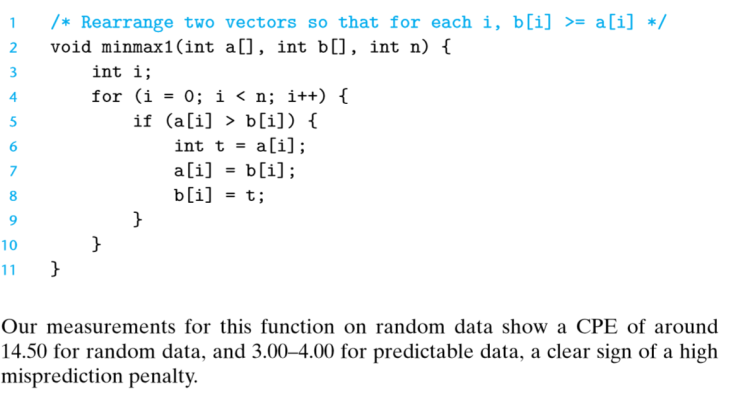 1 /* Rearrange two vectors so that for each i, b[i] >= a[i] */
2 void minmax1(int a[], int b[], int n) {
3     int i;
4     for (i = 0; i < n; i++) {
5         if (a[i] > b[i]) {
6             int t = a[i];
7             a[i] = b[i];
8             b[i] = t;
9         }
10     }
11 }
Our measurements for this function on random data show a CPE of around
14.50 for random data, and 3.00–4.00 for predictable data, a clear sign of a high
misprediction penalty.